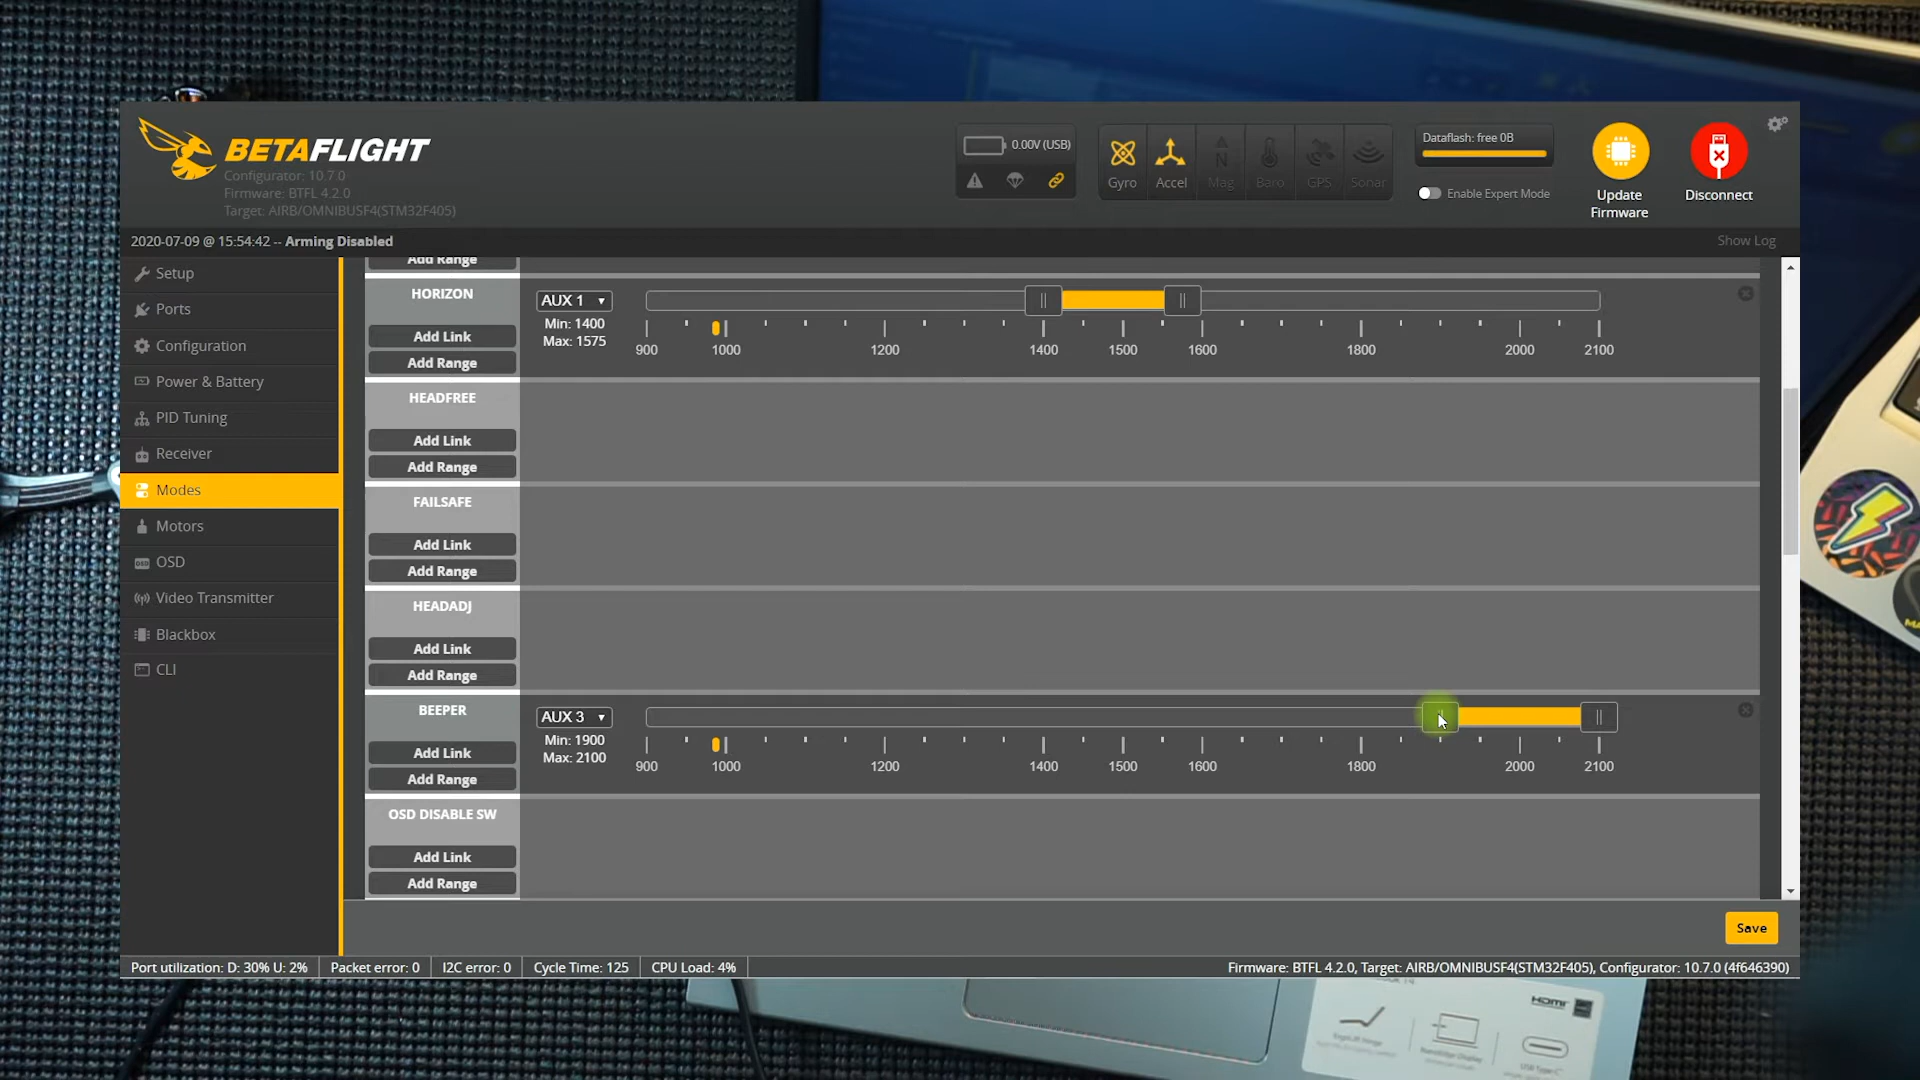 BETAFLIGHT
Configurator: 10.7.0
Firmware: BTFL 4.2.0
Target: AIRB/OMNIBUSF4(STM32F405)
0.00V (USB)
Gyro
Accel
Mag
Baro
GPS
Sonar
Dataflash: free 0B
Enable Expert Mode
Update
Firmware
Disconnect
2020-07-09 @ 15:54:42 -- Arming Disabled
Show Log
Setup
Ports
Configuration
Power & Battery
PID Tuning
Receiver
Modes
Motors
OSD
Video Transmitter
Blackbox
CLI
Add Range
HORIZON
Add Link
Add Range
AUX 1
Min: 1400
Max: 1575
900 1000 1200 1400 1500 1600 1800 2000 2100
HEADFREE
Add Link
Add Range
FAILSAFE
Add Link
Add Range
HEADADJ
Add Link
Add Range
BEEPER
Add Link
Add Range
AUX 3
Min: 1900
Max: 2100
900 1000 1200 1400 1500 1600 1800 2000 2100
OSD DISABLE SW
Add Link
Add Range
Save
Port utilization: D: 30% U: 2%
Packet error: 0
I2C error: 0
Cycle Time: 125
CPU Load: 4%
Firmware: BTFL 4.2.0, Target: AIRB/OMNIBUSF4(STM32F405), Configurator: 10.7.0 (4f646390)
HDMI